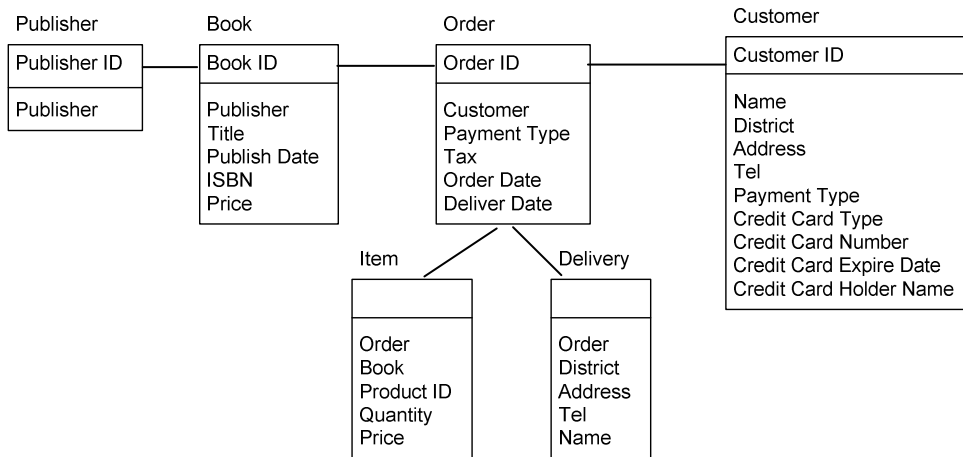 Publisher
Publisher ID
Publisher
Book
Book ID
Publisher
Title
Publish Date
ISBN
Price
Order
Order ID
Customer
Payment Type
Tax
Order Date
Deliver Date
Customer
Customer ID
Name
District
Address
Tel
Payment Type
Credit Card Type
Credit Card Number
Credit Card Expire Date
Credit Card Holder Name
Item
Order
Book
Product ID
Quantity
Price
Delivery
Order
District
Address
Tel
Name